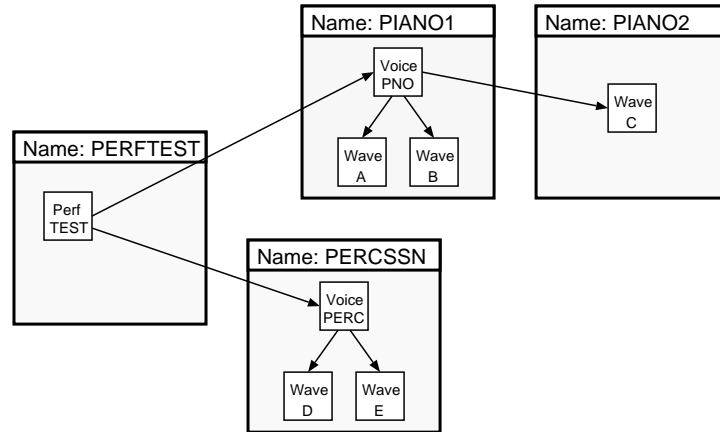 Name: PIANO1
Voice
PNO
Wave
A
Wave
B
Name: PIANO2
Wave
C
Name: PERFTEST
Perf
TEST
Name: PERCSSN
Voice
PERC
Wave
D
Wave
E